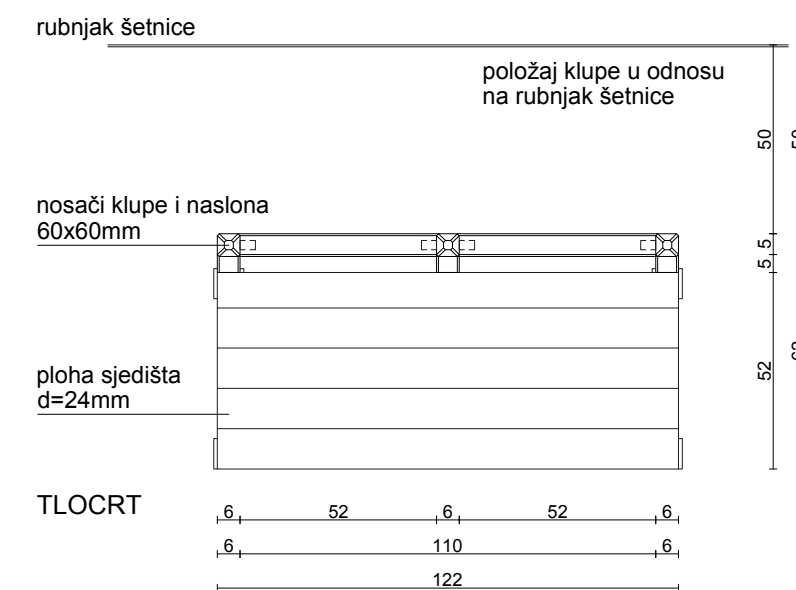 rubnjak šetnice
položaj klupe u odnosu
na rubnjak šetnice
50
nosači klupe i naslona
60x60mm
5
5
ploha sjedišta
d=24mm
52
TLOCRT
6 52 6 52 6
6 110 6
122